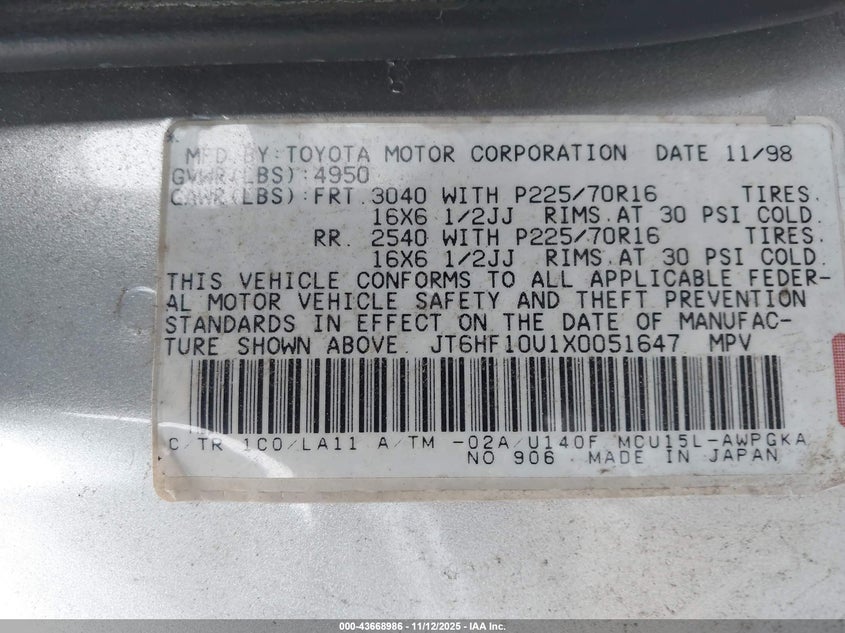 MFD. BY: TOYOTA MOTOR CORPORATION DATE 11/98
GVWR(LBS): 4950
GAWR(LBS): FRT. 3040 WITH P225/70R16 TIRES.
16X6 1/2JJ RIMS. AT 30 PSI COLD.
RR. 2540 WITH P225/70R16 TIRES.
16X6 1/2JJ RIMS. AT 30 PSI COLD.
THIS VEHICLE CONFORMS TO ALL APPLICABLE FEDER-
AL MOTOR VEHICLE SAFETY AND THEFT PREVENTION
STANDARDS IN EFFECT ON THE DATE OF MANUFAC-
TURE SHOWN ABOVE. JT6HF10U1X0051647 MPV
C/TR 1C0/LA11 A/TM -02A/U140F MCU15L-AWPGKA
NO 906 MADE IN JAPAN
000-43668986 - 11/12/2025 - IAA Inc.